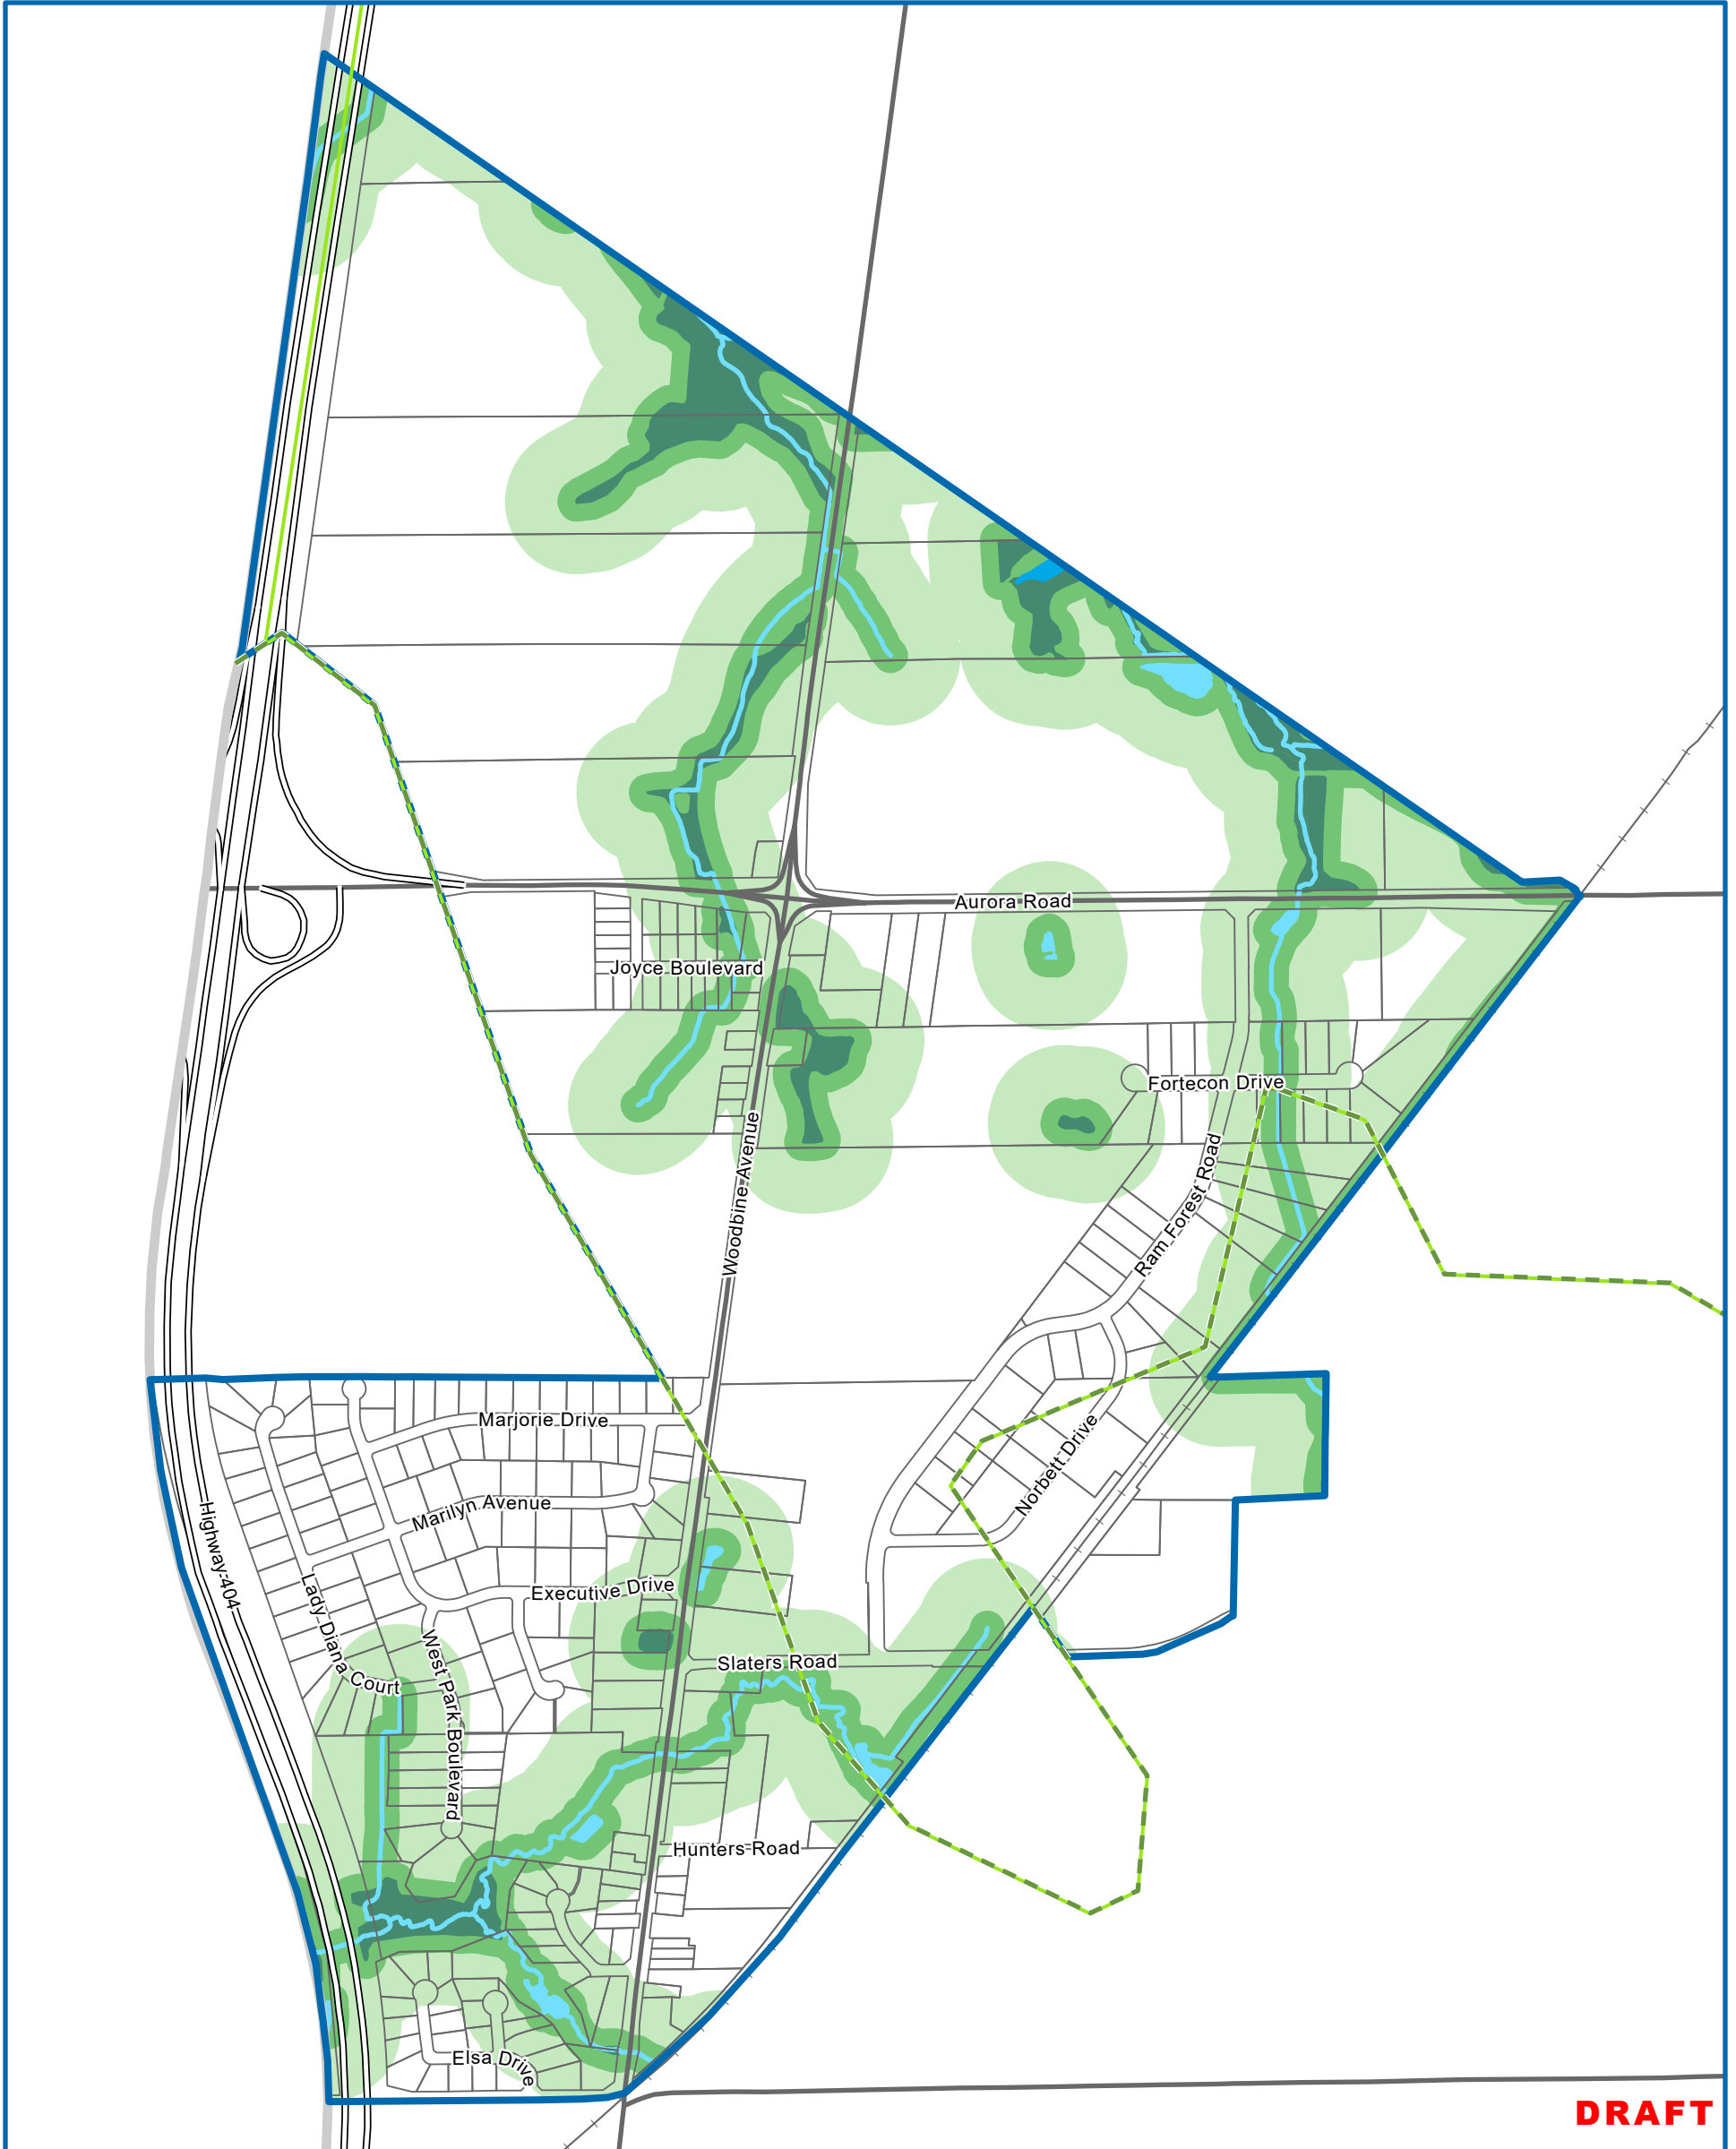 Aurora Road
Joyce Boulevard
Fortecon Drive
Woodbine Avenue
Ram Forest Road
Marjorie Drive
Norbett Drive
Marilyn Avenue
Highway 404
Executive Drive
Lady Diana Court
West Park Boulevard
Slaters Road
Hunters Road
Elsa Drive
DRAFT